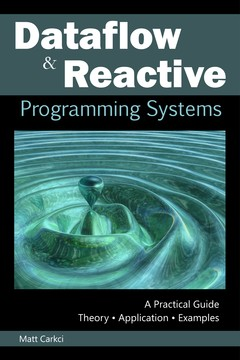 Dataflow
& Reactive
Programming Systems
A Practical Guide
Theory • Application • Examples
Matt Carkci